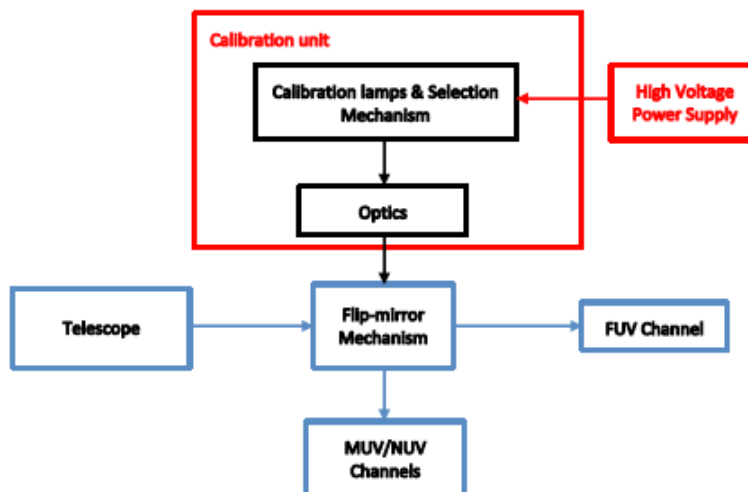 Calibration unit
Calibration lamps & Selection
Mechanism
High Voltage
Power Supply
Optics
Telescope
Flip-mirror
Mechanism
FUV Channel
MUV/NUV
Channels